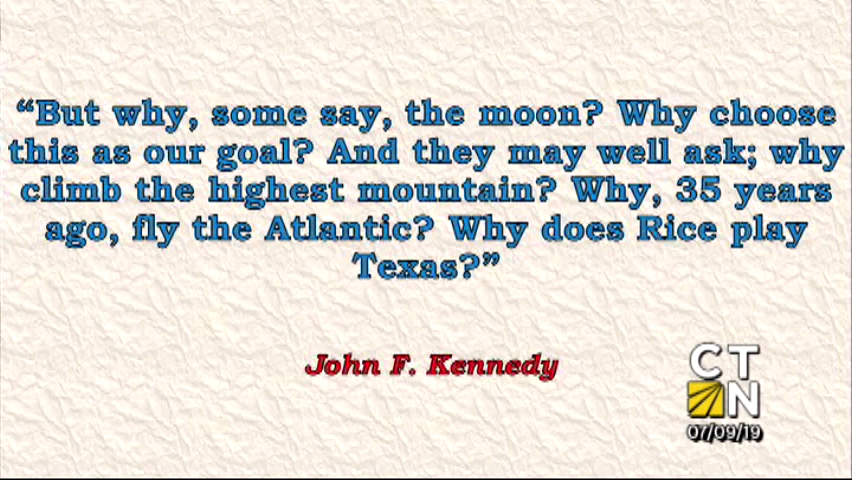 “But why, some say, the moon? Why choose
this as our goal? And they may well ask; why
climb the highest mountain? Why, 35 years
ago, fly the Atlantic? Why does Rice play
Texas?”
John F. Kennedy
CT
N
07/09/19